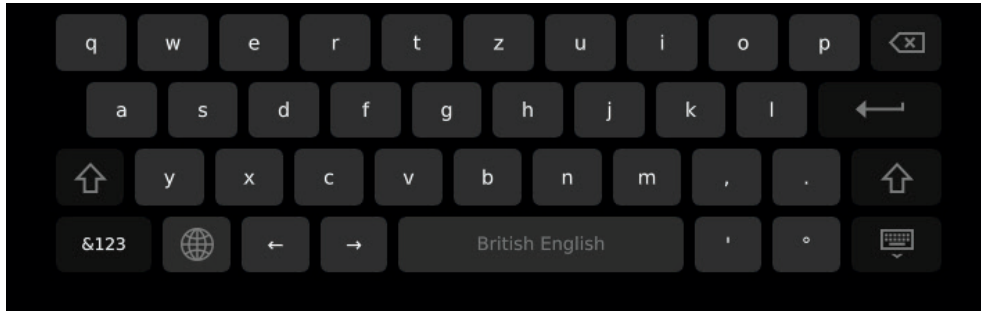 q w e r t z u i o p
a s d f g h j k l
y x c v b n m , .
&123 ← → British English ' °